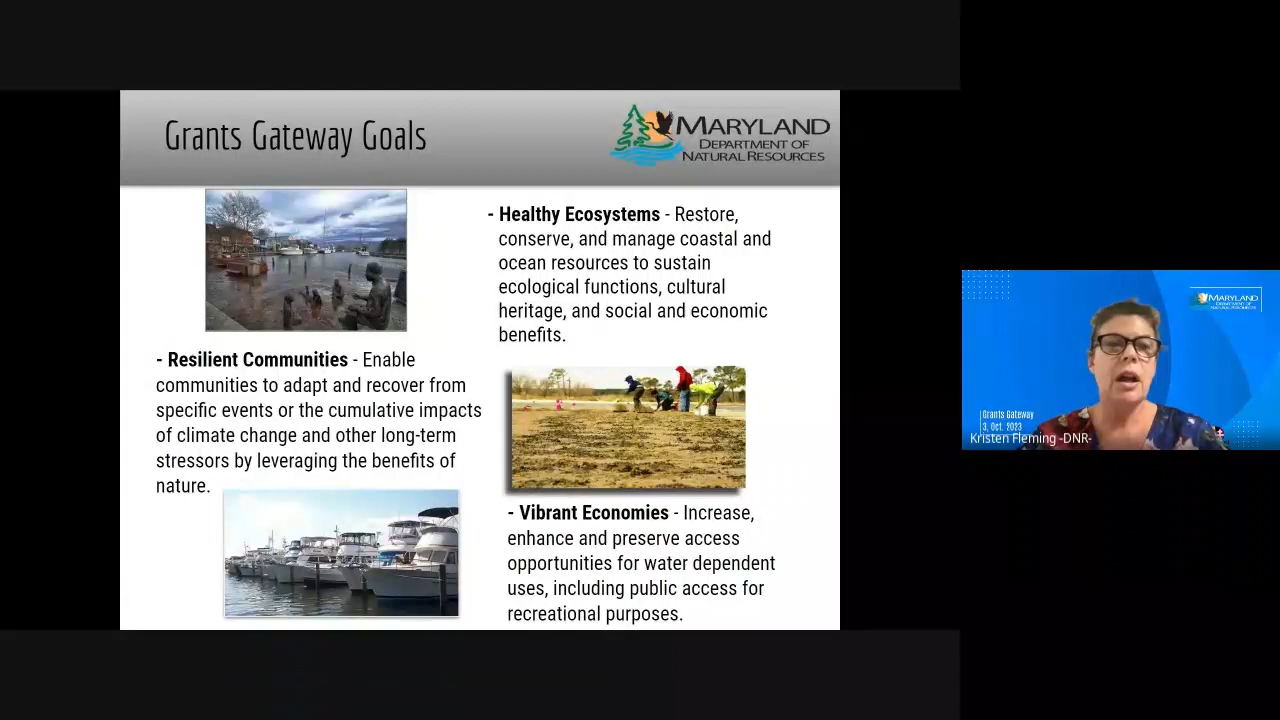 Grants Gateway Goals
MARYLAND
DEPARTMENT OF
NATURAL RESOURCES
- Resilient Communities - Enable
communities to adapt and recover from
specific events or the cumulative impacts
of climate change and other long-term
stressors by leveraging the benefits of
nature.
- Healthy Ecosystems - Restore,
conserve, and manage coastal and
ocean resources to sustain
ecological functions, cultural
heritage, and social and economic
benefits.
- Vibrant Economies - Increase,
enhance and preserve access
opportunities for water dependent
uses, including public access for
recreational purposes.
MARYLAND
Grants Gateway
3, Oct. 2023
Kristen Fleming -DNR-